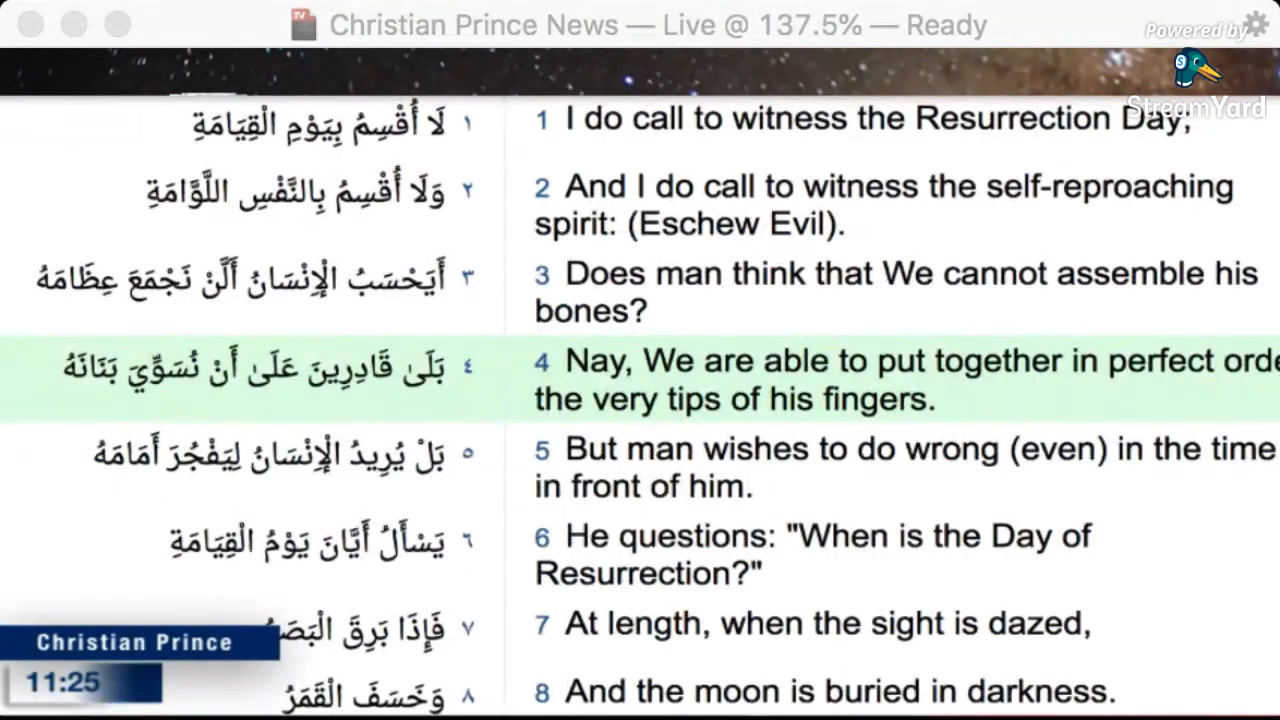 Christian Prince News — Live @ 137.5% — Ready
Powered by
StreamYard
لَا أُقْسِمُ بِيَوْمِ الْقِيَامَةِ ١
1 I do call to witness the Resurrection Day,
وَلَا أُقْسِمُ بِالنَّفْسِ اللَّوَّامَةِ ٢
2 And I do call to witness the self-reproaching
spirit: (Eschew Evil).
أَيَحْسَبُ الْإِنْسَانُ أَلَّنْ نَجْمَعَ عِظَامَهُ ٣
3 Does man think that We cannot assemble his
bones?
بَلَىٰ قَادِرِينَ عَلَىٰ أَنْ نُسَوِّيَ بَنَانَهُ ٤
4 Nay, We are able to put together in perfect orde
the very tips of his fingers.
بَلْ يُرِيدُ الْإِنْسَانُ لِيَفْجُرَ أَمَامَهُ ٥
5 But man wishes to do wrong (even) in the time
in front of him.
يَسْأَلُ أَيَّانَ يَوْمُ الْقِيَامَةِ ٦
6 He questions: "When is the Day of
Resurrection?"
فَإِذَا بَرِقَ الْبَصَرُ ٧
7 At length, when the sight is dazed,
وَخَسَفَ الْقَمَرُ ٨
8 And the moon is buried in darkness.
Christian Prince
11:25